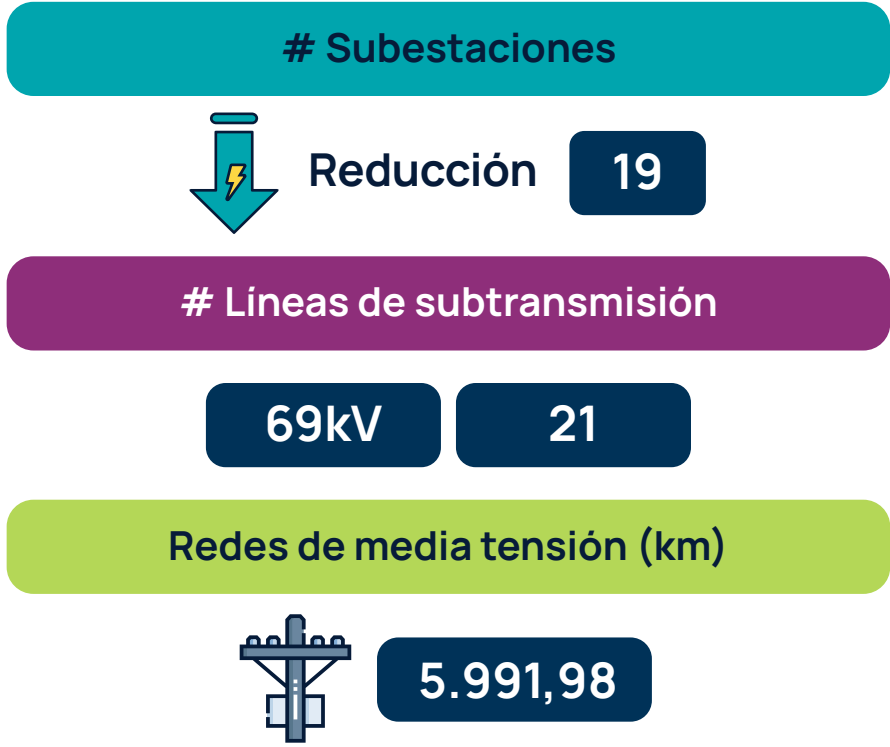 # Subestaciones
Reducción 19
# Líneas de subtransmisión
69kV 21
Redes de media tensión (km)
5.991,98